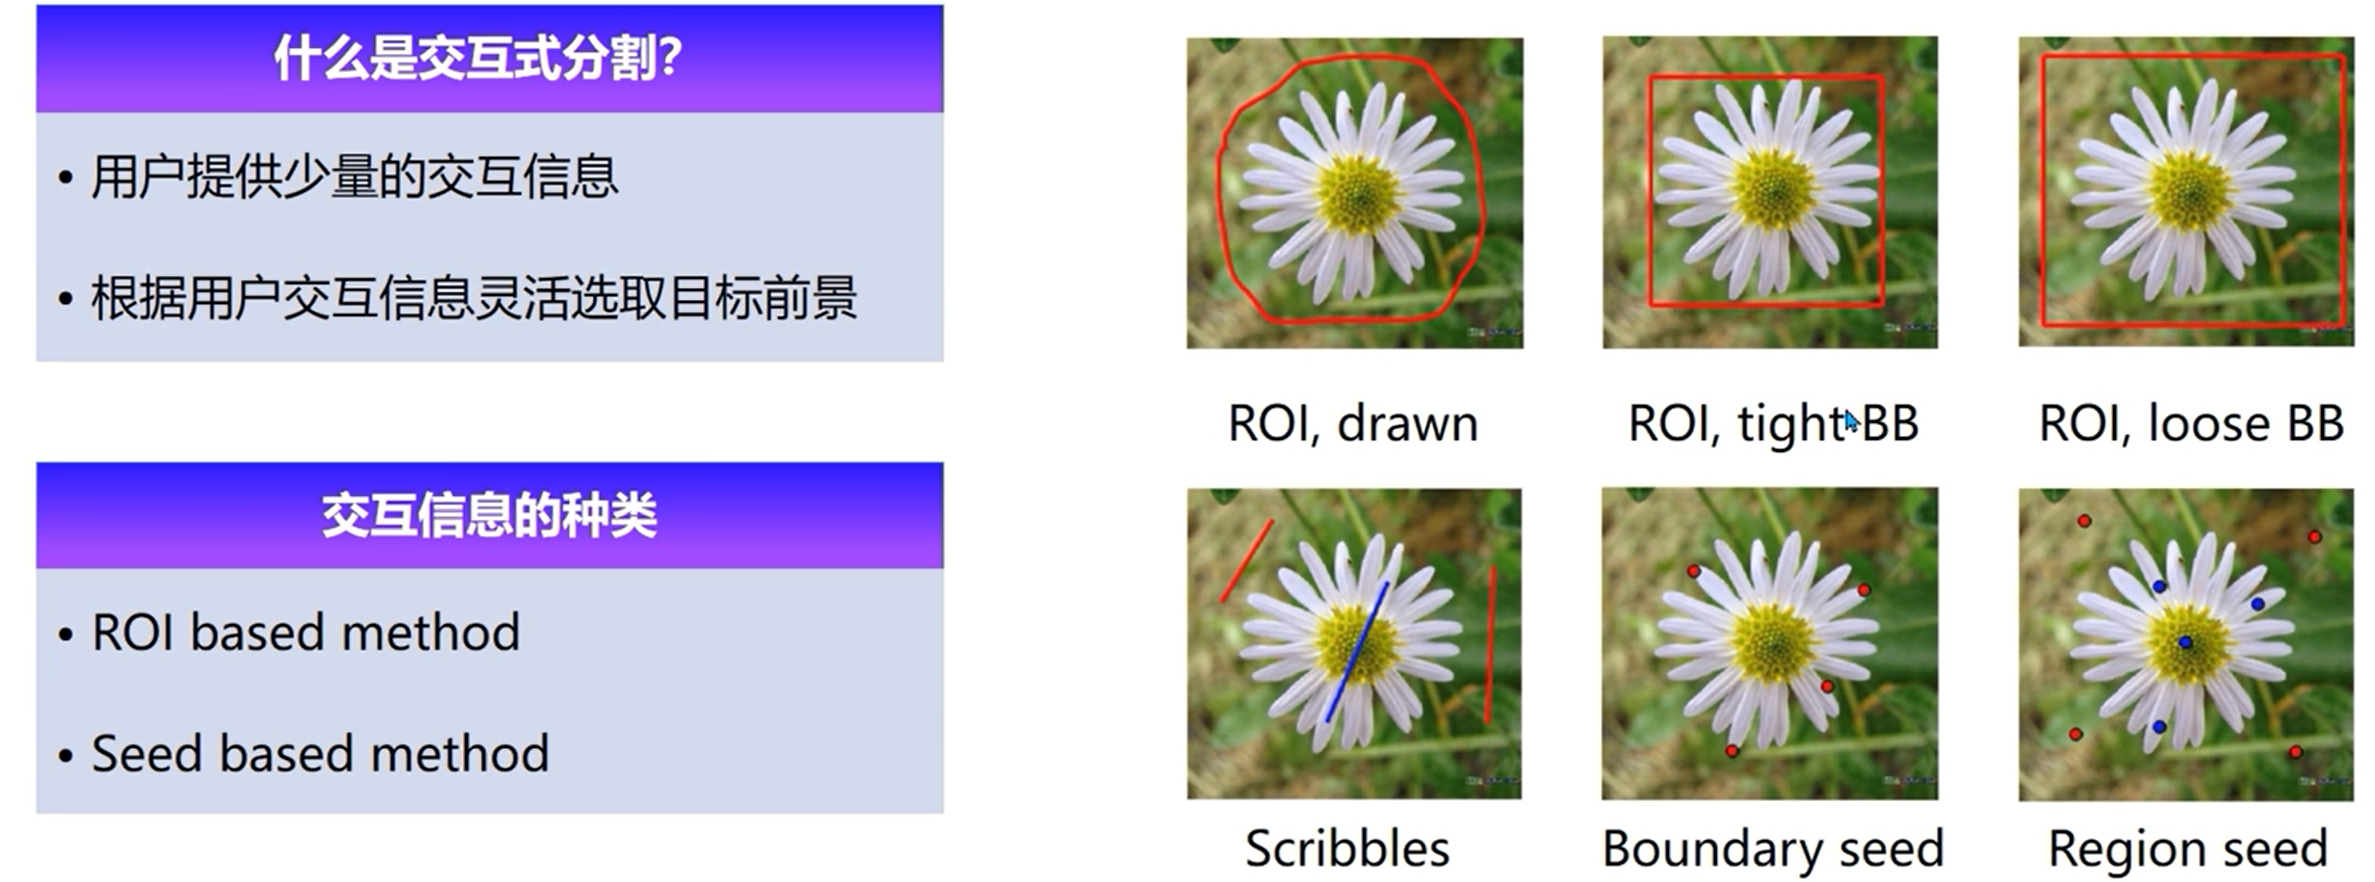 什么是交互式分割?
• 用户提供少量的交互信息
• 根据用户交互信息灵活选取目标前景
交互信息的种类
• ROI based method
• Seed based method
ROI, drawn
ROI, tight BB
ROI, loose BB
Scribbles
Boundary seed
Region seed